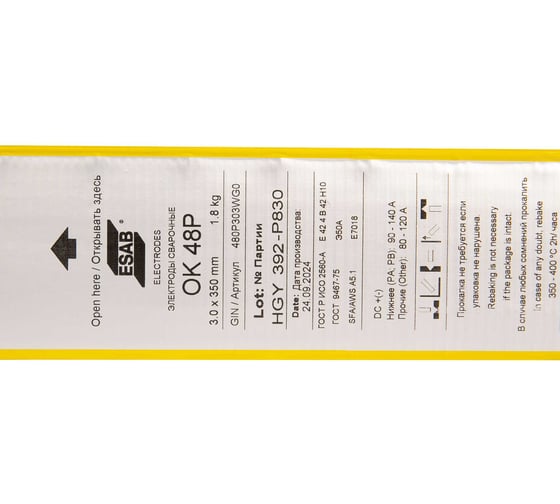 Open here / Открывать здесь
ESAB®
ELECTRODES
ЭЛЕКТРОДЫ СВАРОЧНЫЕ
OK 48P
3.0 x 350 mm 1.8 kg
GIN / Артикул 480P303WG0
Lot: № Партии
HGY 392-P830
Date: Дата производства:
24.09.2024
ГОСТ Р ИСО 2560-A E 42 4 B 42 H10
ГОСТ 9467-75 Э50А
SFA/AWS A5.1 E7018
DC +(-)
Нижнее (PA, PB): 90 - 140 A
Прочие (Other): 80 - 120 A
Прокалка не требуется если
упаковка не нарушена.
Rebaking is not necessary
if the package is intact.
В случае любых сомнений прокалить
In case of any doubt, rebake
350 - 400 °C 2h/ часа